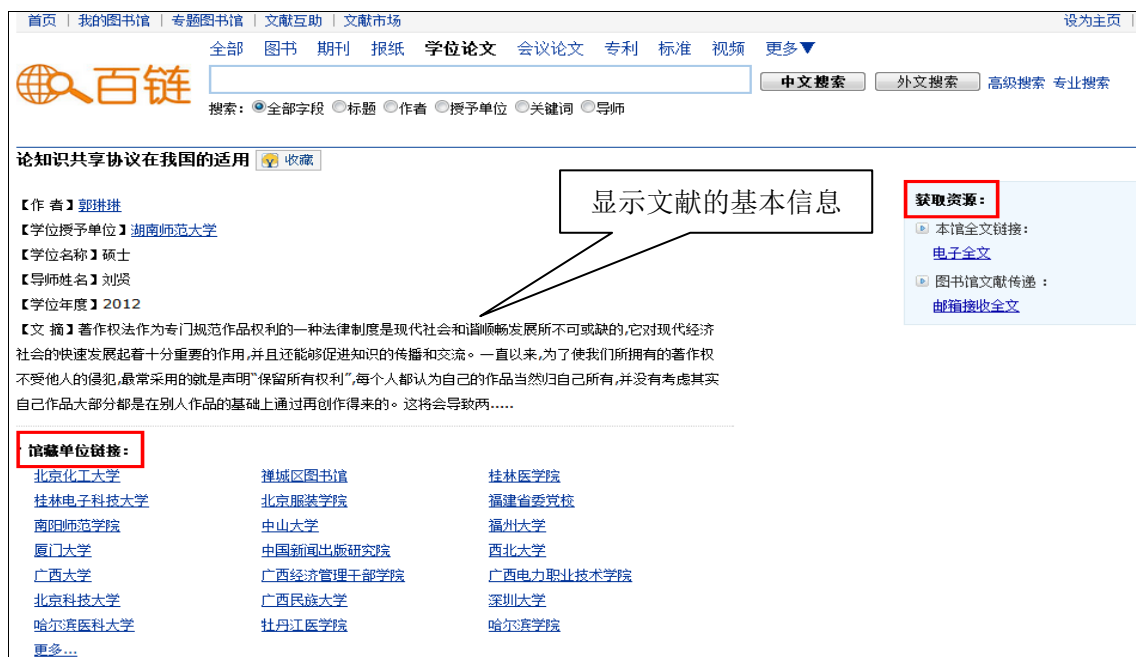 首页 | 我的图书馆 | 专题图书馆 | 文献互助 | 文献市场 设为主页 |
全部 图书 期刊 报纸 学位论文 会议论文 专利 标准 视频 更多▼
百链
中文搜索 外文搜索 高级搜索 专业搜索
搜索: 全部字段 标题 作者 授予单位 关键词 导师
论知识共享协议在我国的适用 收藏
显示文献的基本信息
获取资源:
【作 者】郭琳琳
【学位授予单位】湖南师范大学
本馆全文链接:
电子全文
【学位名称】硕士
【导师姓名】刘贤
图书馆文献传递 :
邮箱接收全文
【学位年度】2012
【文 摘】著作权法作为专门规范作品权利的一种法律制度是现代社会和谐顺畅发展所不可或缺的,它对现代经济
社会的快速发展起着十分重要的作用,并且还能够促进知识的传播和交流。一直以来,为了使我们所拥有的著作权
不受他人的侵犯,最常采用的就是声明"保留所有权利",每个人都认为自己的作品当然归自己所有,并没有考虑其实
自己作品大部分都是在别人作品的基础上通过再创作得来的。这将会导致两.....
馆藏单位链接:
北京化工大学 禅城区图书馆 桂林医学院
桂林电子科技大学 北京服装学院 福建省委党校
南阳师范学院 中山大学 福州大学
厦门大学 中国新闻出版研究院 西北大学
广西大学 广西经济管理干部学院 广西电力职业技术学院
北京科技大学 广西民族大学 深圳大学
哈尔滨医科大学 牡丹江医学院 哈尔滨学院
更多...